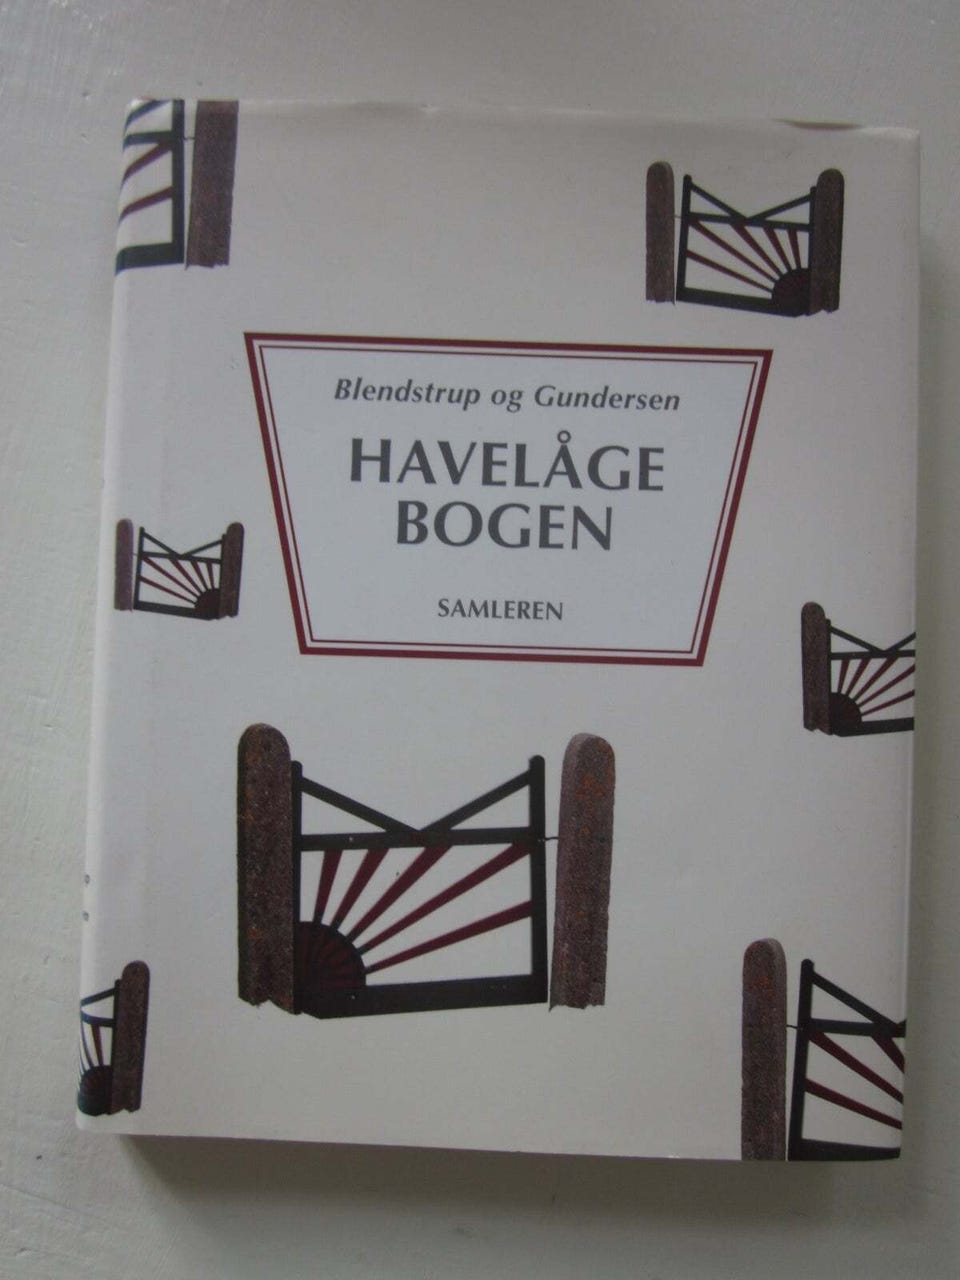 Blendstrup og Gundersen
HAVELÅGE
BOGEN
SAMLEREN